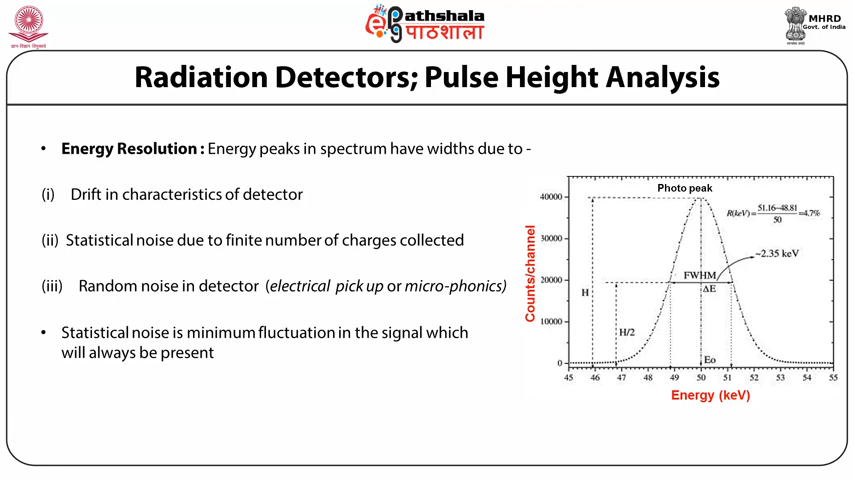 ePathshala
पाठशाला
MHRD
Govt. of India
Radiation Detectors; Pulse Height Analysis
• Energy Resolution : Energy peaks in spectrum have widths due to -
(i) Drift in characteristics of detector
(ii) Statistical noise due to finite number of charges collected
(iii) Random noise in detector (electrical pick up or micro-phonics)
• Statistical noise is minimum fluctuation in the signal which
will always be present
Photo peak
R(keV)= 51.16–48.81 / 50 =4.7%
~2.35 keV
FWHM
ΔE
H
H/2
Eo
Counts/channel
40000
30000
20000
10000
0
45 46 47 48 49 50 51 52 53 54 55
Energy (keV)